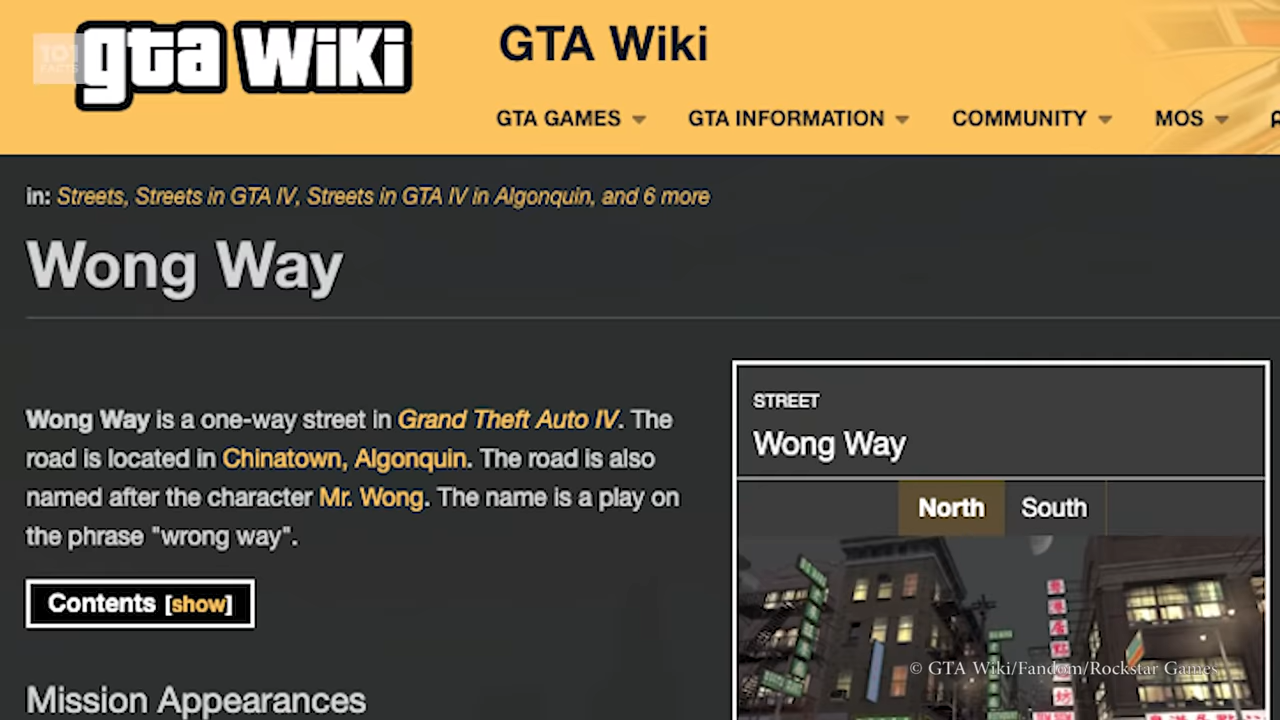 101
FACTS
gta WiKi
GTA Wiki
GTA GAMES
GTA INFORMATION
COMMUNITY
MOS
in: Streets, Streets in GTA IV, Streets in GTA IV in Algonquin, and 6 more
Wong Way
Wong Way is a one-way street in Grand Theft Auto IV. The
road is located in Chinatown, Algonquin. The road is also
named after the character Mr. Wong. The name is a play on
the phrase "wrong way".
Contents [show]
Mission Appearances
STREET
Wong Way
North
South
© GTA Wiki/Fandom/Rockstar Games